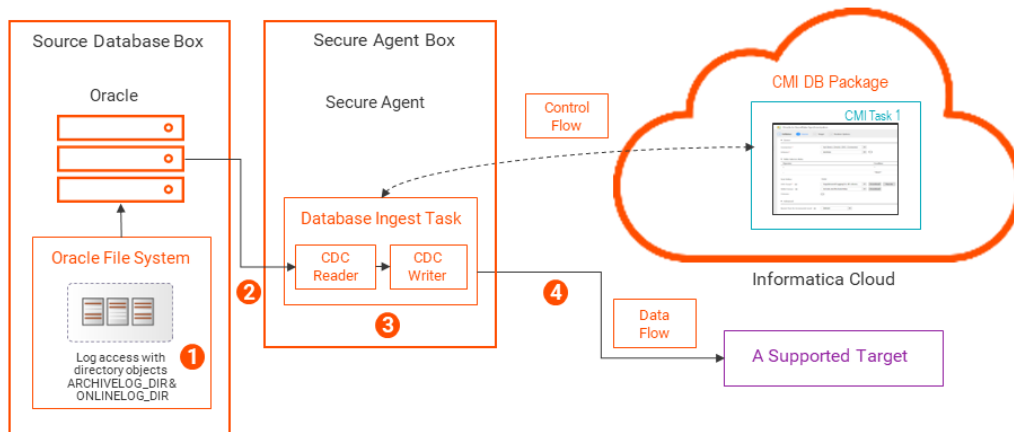 Source Database Box
Oracle
Oracle File System
Log access with
directory objects
ARCHIVELOG_DIR &
ONLINELOG_DIR
1
2
Secure Agent Box
Secure Agent
Database Ingest Task
CDC
Reader
CDC
Writer
3
Control
Flow
4
Data
Flow
CMI DB Package
CMI Task 1
Informatica Cloud
A Supported Target